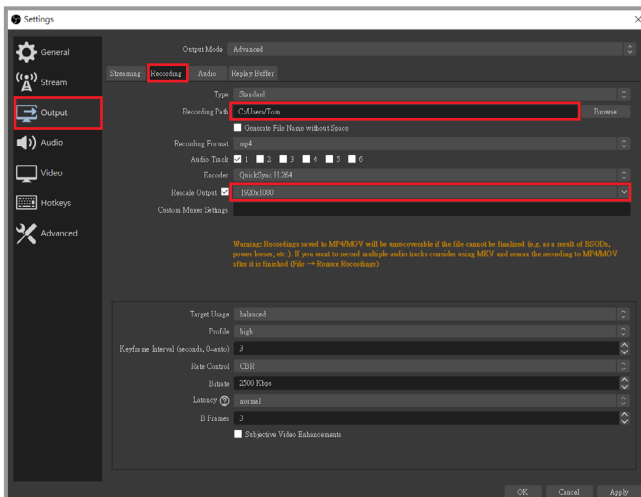 Settings
General
Stream
Output
Audio
Video
Hotkeys
Advanced
Output Mode Advanced
Streaming Recording Audio Replay Buffer
Type Standard
Recording Path C:/Users/Tom Browse
Generate File Name without Space
Recording Format mp4
Audio Track 1 2 3 4 5 6
Encoder QuickSync H.264
Rescale Output 1920x1080
Custom Muxer Settings
Warning: Recordings saved to MP4/MOV will be unrecoverable if the file cannot be finalized (e.g. as a result of BSODs,
power losses, etc.). If you want to record multiple audio tracks consider using MKV and remux the recording to MP4/MOV
after it is finished (File → Remux Recordings)
Target Usage balanced
Profile high
Keyframe Interval (seconds, 0=auto) 3
Rate Control CBR
Bitrate 2500 Kbps
Latency ? normal
B Frames 3
Subjective Video Enhancements
OK Cancel Apply